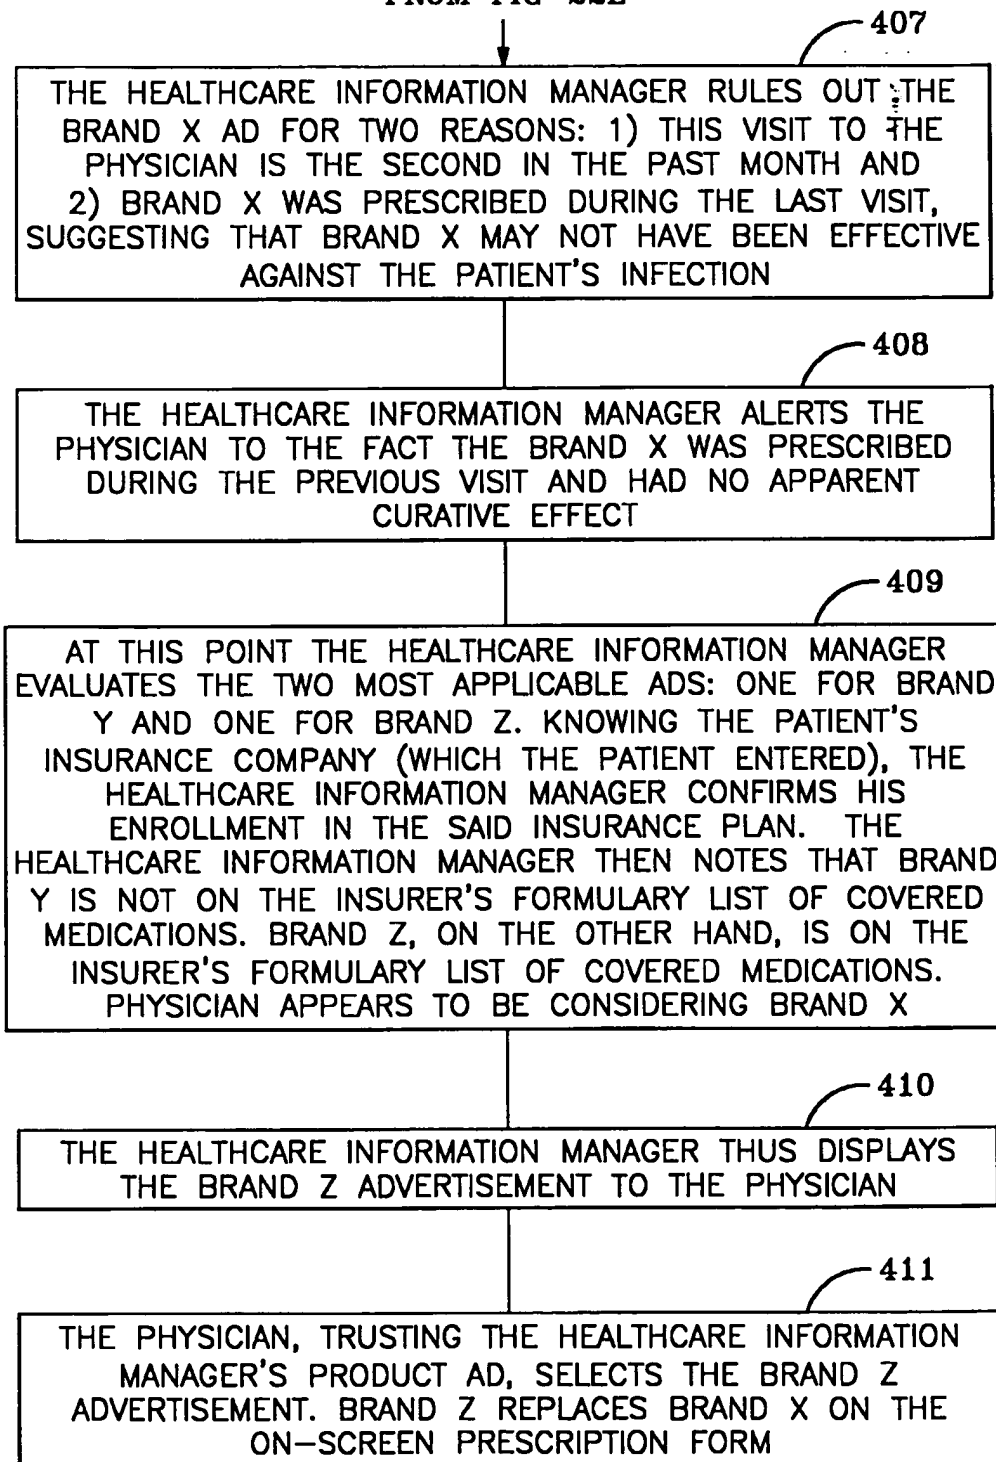 FROM FIG 22E
407
THE HEALTHCARE INFORMATION MANAGER RULES OUT THE
BRAND X AD FOR TWO REASONS: 1) THIS VISIT TO THE
PHYSICIAN IS THE SECOND IN THE PAST MONTH AND
2) BRAND X WAS PRESCRIBED DURING THE LAST VISIT,
SUGGESTING THAT BRAND X MAY NOT HAVE BEEN EFFECTIVE
AGAINST THE PATIENT'S INFECTION
408
THE HEALTHCARE INFORMATION MANAGER ALERTS THE
PHYSICIAN TO THE FACT THE BRAND X WAS PRESCRIBED
DURING THE PREVIOUS VISIT AND HAD NO APPARENT
CURATIVE EFFECT
409
AT THIS POINT THE HEALTHCARE INFORMATION MANAGER
EVALUATES THE TWO MOST APPLICABLE ADS: ONE FOR BRAND
Y AND ONE FOR BRAND Z. KNOWING THE PATIENT'S
INSURANCE COMPANY (WHICH THE PATIENT ENTERED), THE
HEALTHCARE INFORMATION MANAGER CONFIRMS HIS
ENROLLMENT IN THE SAID INSURANCE PLAN. THE
HEALTHCARE INFORMATION MANAGER THEN NOTES THAT BRAND
Y IS NOT ON THE INSURER'S FORMULARY LIST OF COVERED
MEDICATIONS. BRAND Z, ON THE OTHER HAND, IS ON THE
INSURER'S FORMULARY LIST OF COVERED MEDICATIONS.
PHYSICIAN APPEARS TO BE CONSIDERING BRAND X
410
THE HEALTHCARE INFORMATION MANAGER THUS DISPLAYS
THE BRAND Z ADVERTISEMENT TO THE PHYSICIAN
411
THE PHYSICIAN, TRUSTING THE HEALTHCARE INFORMATION
MANAGER'S PRODUCT AD, SELECTS THE BRAND Z
ADVERTISEMENT. BRAND Z REPLACES BRAND X ON THE
ON-SCREEN PRESCRIPTION FORM